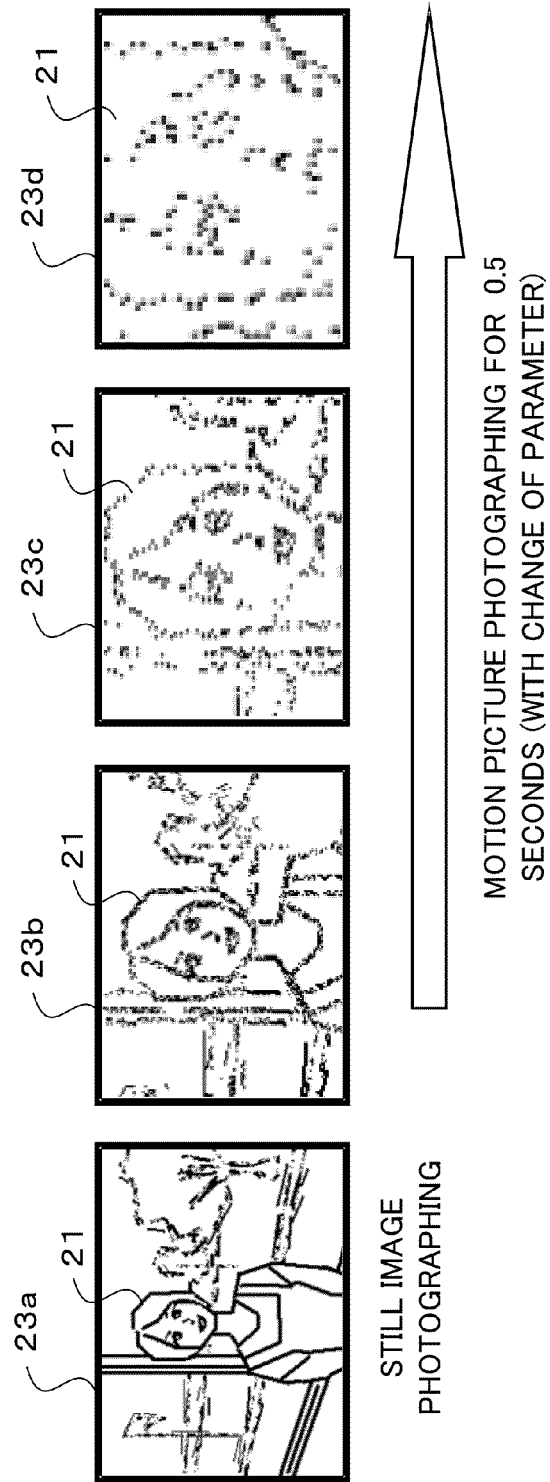 23a
21
23b
21
23c
21
23d
21
STILL IMAGE
PHOTOGRAPHING
MOTION PICTURE PHOTOGRAPHING FOR 0.5
SECONDS (WITH CHANGE OF PARAMETER)